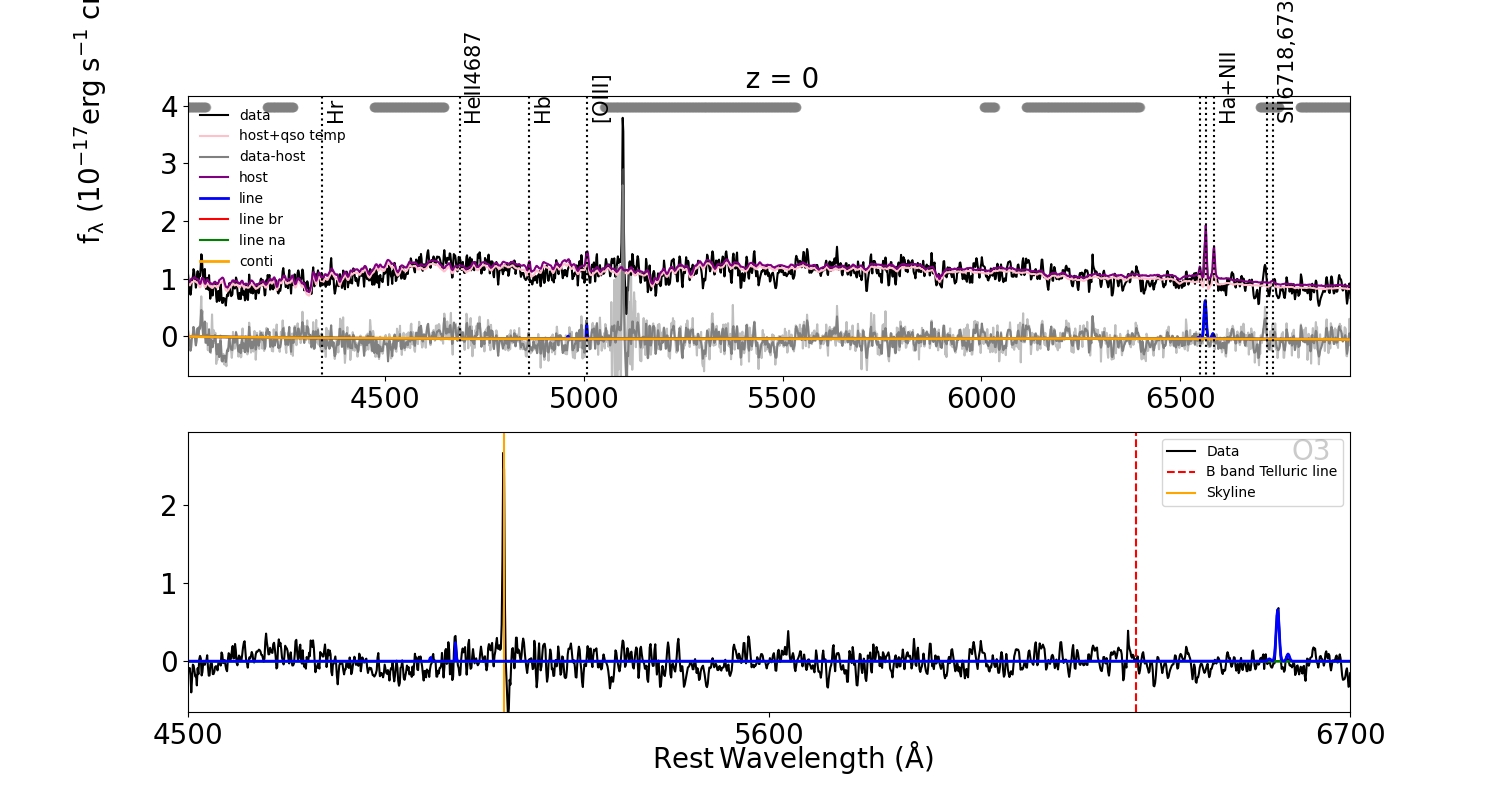 z = 0
f_λ (10^−17 erg s^−1
4
3
2
1
0
data
host+qso temp
data-host
host
line
line br
line na
conti
Hr
HeII4687
Hb
[OIII]
Ha+NII
SII6718,673
4500
5000
5500
6000
6500
O3
Data
B band Telluric line
Skyline
2
1
0
4500
5600
6700
Rest Wavelength (Å)